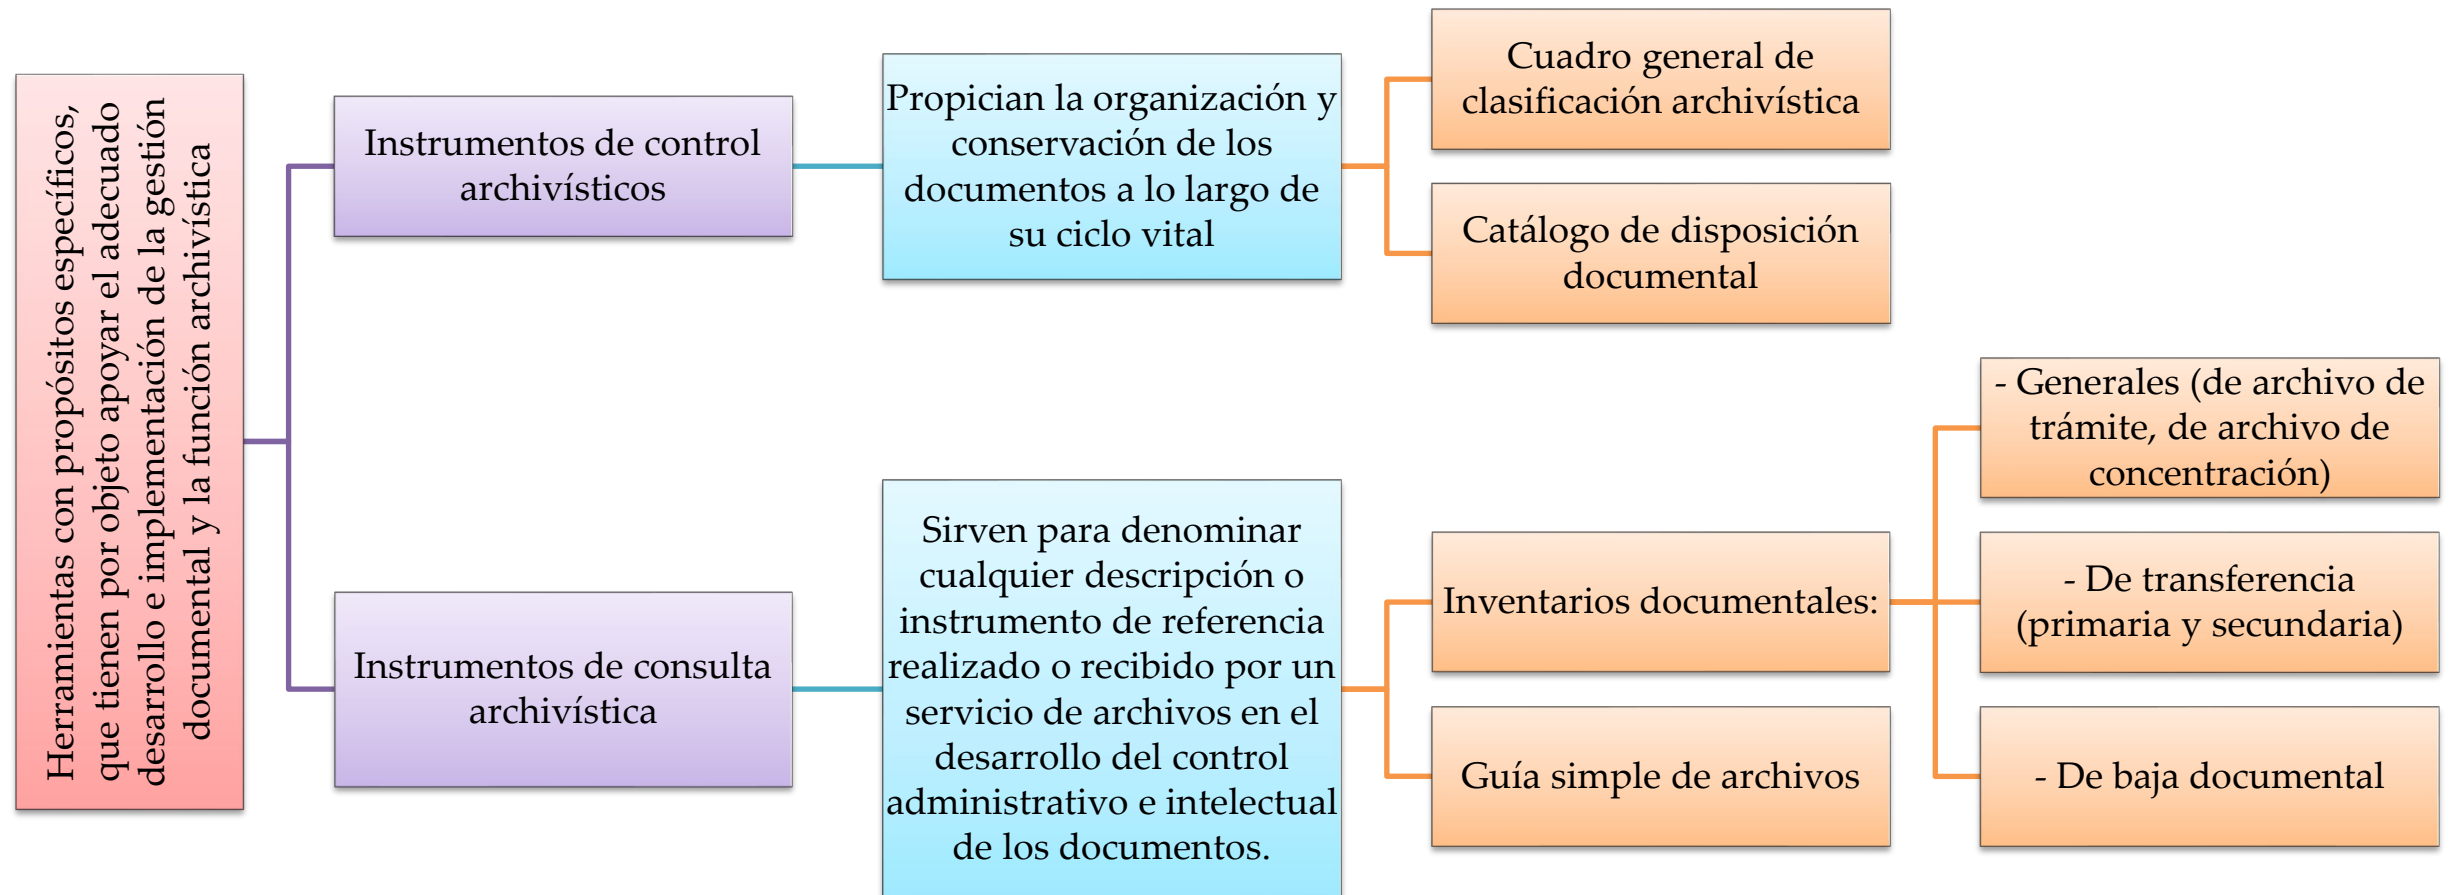 Herramientas con propósitos específicos,
que tienen por objeto apoyar el adecuado
desarrollo e implementación de la gestión
documental y la función archivística
Instrumentos de control
archivísticos
Propician la organización y
conservación de los
documentos a lo largo de
su ciclo vital
Cuadro general de
clasificación archivística
Catálogo de disposición
documental
Instrumentos de consulta
archivística
Sirven para denominar
cualquier descripción o
instrumento de referencia
realizado o recibido por un
servicio de archivos en el
desarrollo del control
administrativo e intelectual
de los documentos.
Inventarios documentales:
- Generales (de archivo de
trámite, de archivo de
concentración)
- De transferencia
(primaria y secundaria)
- De baja documental
Guía simple de archivos